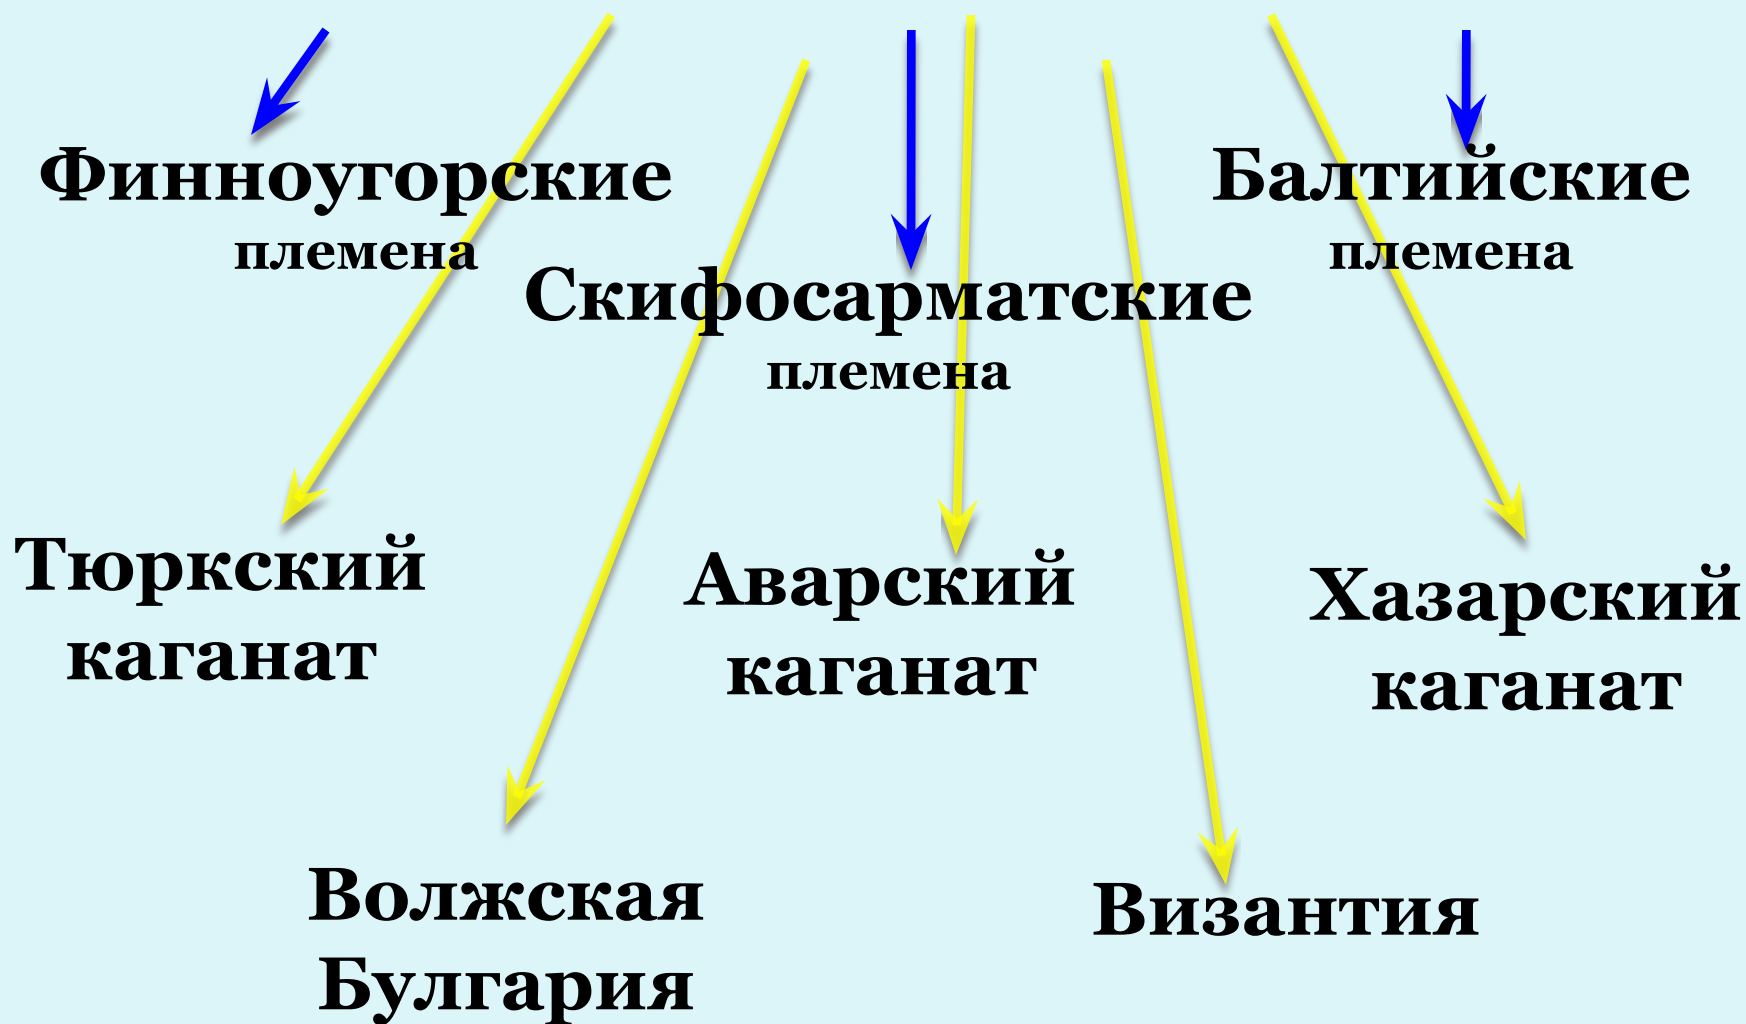 Финноугорские
племена
Балтийские
племена
Скифосарматские
племена
Тюркский
каганат
Аварский
каганат
Хазарский
каганат
Волжская
Булгария
Византия